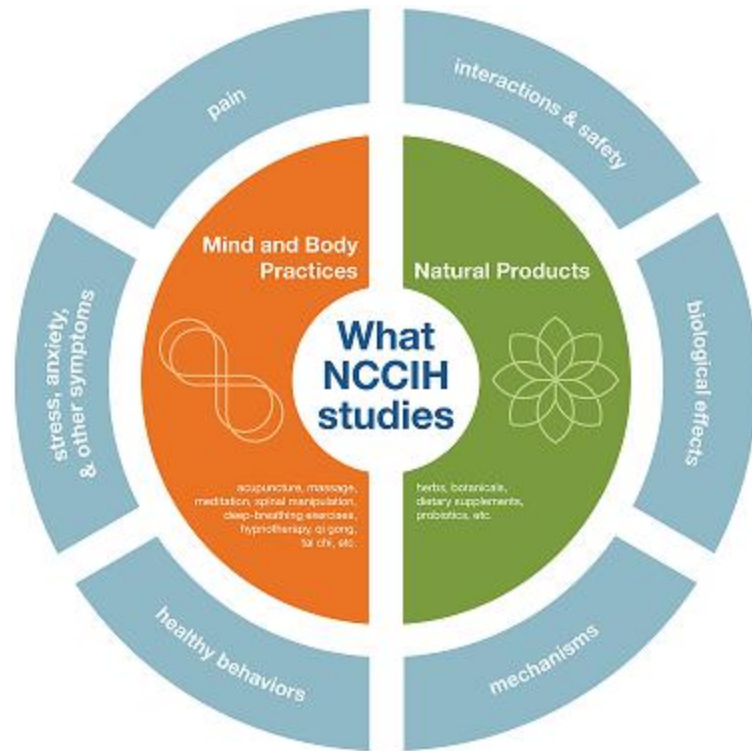 What
NCCIH
studies
Mind and Body
Practices
acupuncture, massage,
meditation, spinal manipulation,
deep-breathing exercises,
hypnotherapy, qi gong,
tai chi, etc.
Natural Products
herbs, botanicals,
dietary supplements,
probiotics, etc.
pain
stress, anxiety,
& other symptoms
healthy behaviors
interactions & safety
biological effects
mechanisms